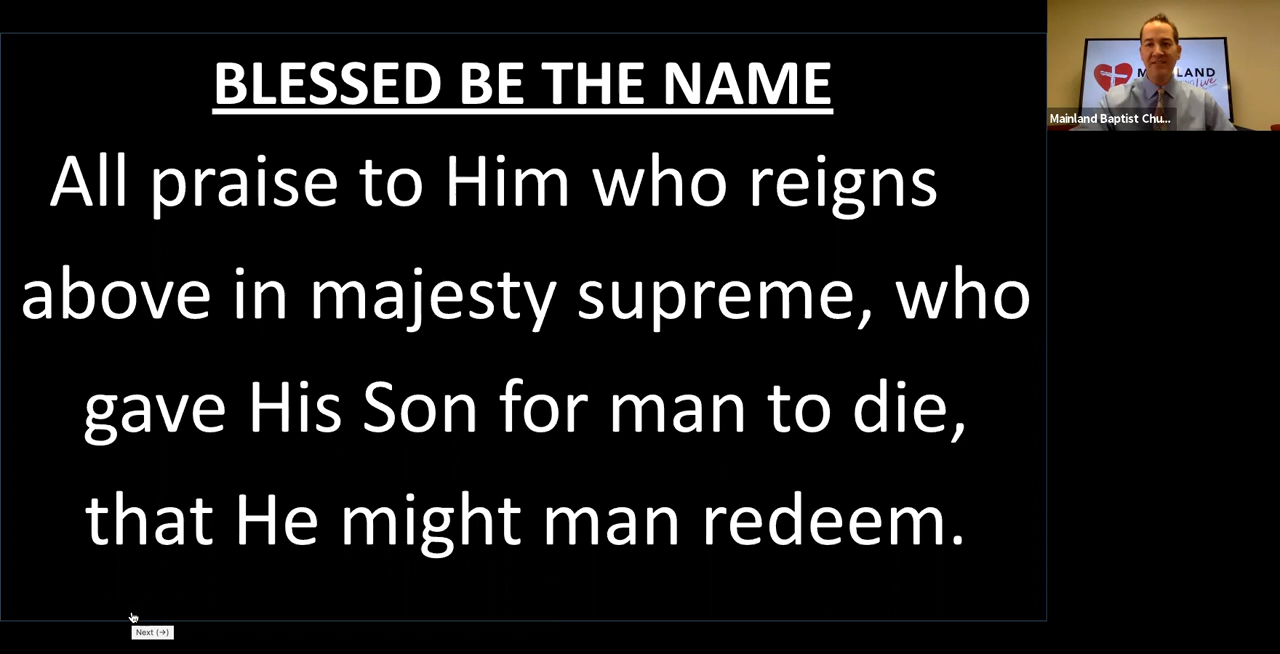 BLESSED BE THE NAME
All praise to Him who reigns
above in majesty supreme, who
gave His Son for man to die,
that He might man redeem.
Mainland Baptist Chu...
Next (→)